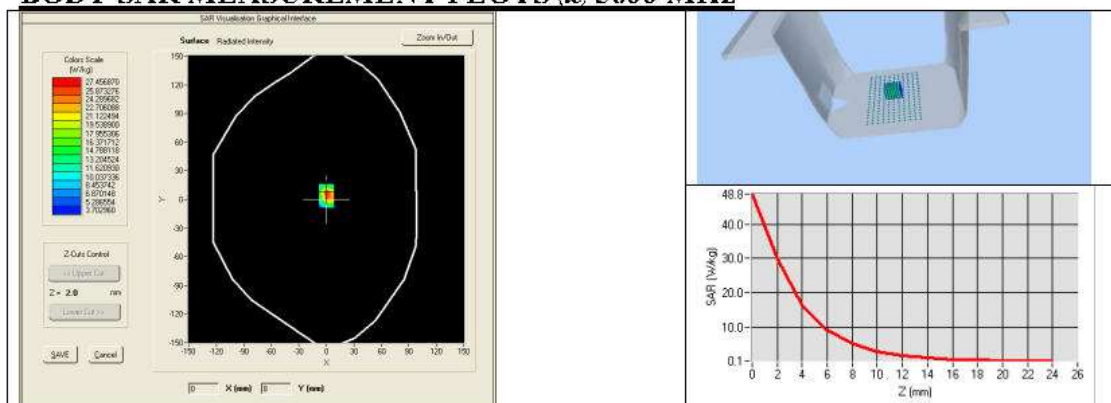 BODY SAR MEASUREMENT PLOTS @ 5600 MHz
SAR Visualisation Graphical Interface
Surface Radiated Intensity
Zoom In/Out
Colors Scale
(W/kg)
27.456870
25.873276
24.289682
22.706088
21.122494
19.538900
17.955306
16.371712
14.788118
13.204524
11.620930
10.037336
8.453742
6.870148
5.286554
3.702960
150
120
90
60
30
0
-30
-60
-90
-120
-150
Y
-150 -120 -90 -60 -30 0 30 60 90 120 150
X
Z-Cuts Control
<< Upper Cut
Z = 2.0 mm
Lower Cut >>
SAVE Cancel
0 X (mm) 0 Y (mm)
48.8
40.0
30.0
20.0
10.0
0.1
SAR (W/kg)
0 2 4 6 8 10 12 14 16 18 20 22 24 26
Z (mm)